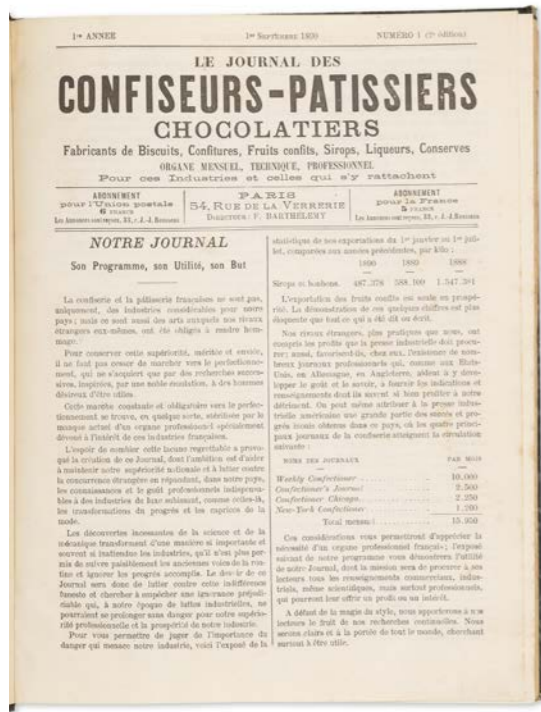 1re ANNÉE
1er SEPTEMBRE 1890
NUMÉRO 1 (2e édition)
LE JOURNAL DES
CONFISEURS-PATISSIERS
CHOCOLATIERS
Fabricants de Biscuits, Confitures, Fruits confits, Sirops, Liqueurs, Conserves
ORGANE MENSUEL, TECHNIQUE, PROFESSIONNEL
Pour ces Industries et celles qui s'y rattachent
ABONNEMENT
pour l'Union postale
6 FRANCS
Les Annonces sont reçues, 33, r. J.-J. Rousseau
PARIS
54, RUE DE LA VERRERIE
DIRECTEUR: F. BARTHÉLEMY
ABONNEMENT
pour la France
5 FRANCS
Les Annonces sont reçues, 33, r. J.-J. Rousseau
NOTRE JOURNAL
Son Programme, son Utilité, son But
La confiserie et la pâtisserie françaises ne sont pas,
uniquement, des industries considérables pour notre
pays ; mais ce sont aussi des arts auxquels nos rivaux
étrangers eux-mêmes, ont été obligés à rendre hom-
mage.
Pour conserver cette supériorité, méritée et enviée,
il ne faut pas cesser de marcher vers le perfectionne-
ment, qui ne s'acquiert que par des recherches succes-
sives, inspirées, par une noble émulation, à des hommes
désireux d'être utiles.
Cette marche constante et obligatoire vers le perfec-
tionnement se trouve, en quelque sorte, stérilisée par le
manque actuel d'un organe professionnel spécialement
dévoué à l'intérêt de ces industries françaises.
L'espoir de combler cette lacune regrettable a provo-
qué la création de ce Journal, dont l'ambition est d'aider
à maintenir notre supériorité nationale et à lutter contre
la concurrence étrangère en répandant, dans notre pays,
les connaissances et le goût professionnels indispensa-
bles à des industries de luxe subissant, comme celles-là,
les transformations du progrès et les caprices de la
mode.
Les découvertes incessantes de la science et de la
mécanique transforment d'une manière si importante et
souvent si inattendue les industries, qu'il n'est plus per-
mis de suivre paisiblement les anciennes voies de la rou-
tine et ignorer les progrès accomplis. Le devoir de ce
Journal sera donc de lutter contre cette indifférence
funeste et chercher à empêcher une ignorance préjudi-
ciable qui, à notre époque de luttes industrielles, ne
pourraient se prolonger sans danger pour notre supério-
rité professionnelle et la prospérité de notre industrie.
Pour vous permettre de juger de l'importance du
danger qui menace notre industrie, voici l'exposé de la
statistique de nos exportations du 1er janvier au 1er juil-
let, comparées aux années précédentes, par kilo :
1890 1889 1888
Sirops et bonbons. 487.378 588.100 1.547.381
L'exportation des fruits confits est seule en prospé-
rité. La démonstration de ces quelques chiffres est plus
éloquente que tout ce qui a été dit ou écrit.
Nos rivaux étrangers, plus pratiques que nous, ont
compris les profits que la presse industrielle doit procu-
rer ; aussi, favorisent-ils, chez eux, l'existence de nom-
breux journaux professionnels qui, comme aux Etats-
Unis, en Allemagne, en Angleterre, aident à y déve-
lopper le goût et le savoir, à fournir les indications et
renseignements dont ils savent si bien profiter à notre
détriment. On peut même attribuer à la presse indus-
trielle américaine une grande partie des succès et pro-
grès inouïs obtenus dans ce pays, où les quatre princi-
paux journaux de la confiserie atteignent la circulation
suivante :
NOMS DES JOURNAUX PAR MOIS
Weekly Confectioner 10.000
Confectioner's Journal 2.500
Confectioner Chicago 2.250
New-York Confectioner 1.200
Total mensuel 15.950
Ces considérations vous permettront d'apprécier la
nécessité d'un organe professionnel français ; l'exposé
suivant de notre programme vous démontrera l'utilité
de notre Journal, dont la mission sera de procurer à ses
lecteurs tous les renseignements commerciaux, indus-
triels, même scientifiques, mais surtout professionnels,
qui pourront leur offrir un profit ou un intérêt.
A défaut de la magie du style, nous apporterons à nos
lecteurs le fruit de nos recherches continuelles. Nous
serons clairs et à la portée de tout le monde, cherchant
surtout à être utile.